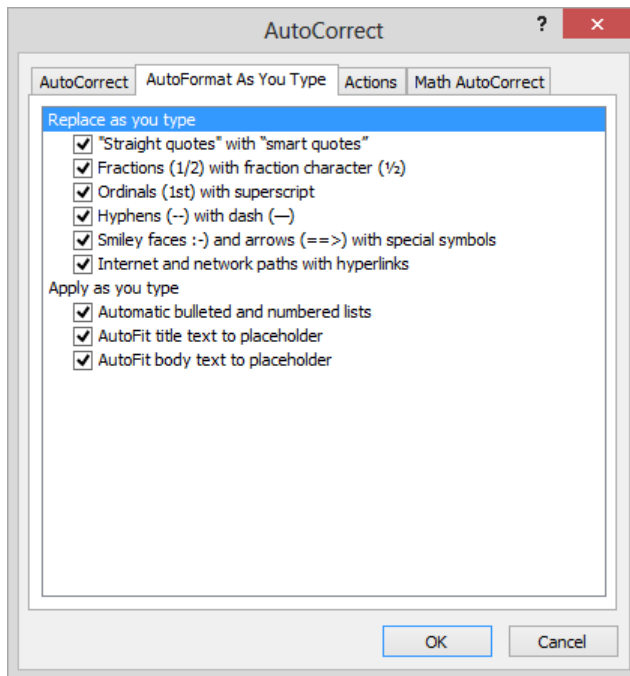 AutoCorrect ?
AutoCorrect AutoFormat As You Type Actions Math AutoCorrect
Replace as you type
"Straight quotes" with “smart quotes”
Fractions (1/2) with fraction character (½)
Ordinals (1st) with superscript
Hyphens (--) with dash (—)
Smiley faces :-) and arrows (==>) with special symbols
Internet and network paths with hyperlinks
Apply as you type
Automatic bulleted and numbered lists
AutoFit title text to placeholder
AutoFit body text to placeholder
OK Cancel